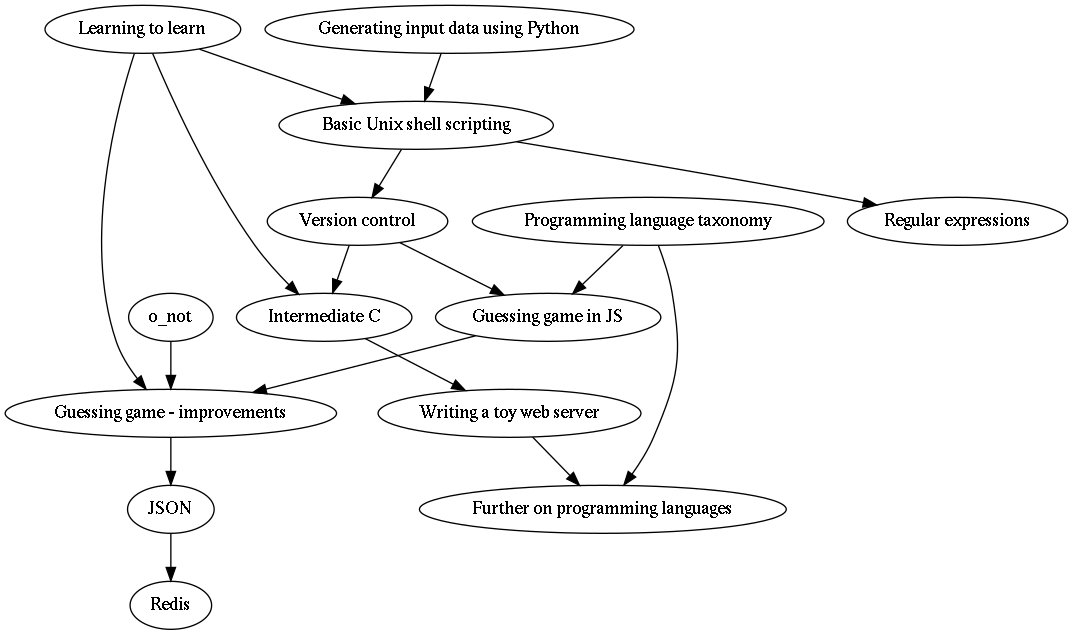 Learning to learn
Generating input data using Python
Basic Unix shell scripting
Version control
Programming language taxonomy
Regular expressions
o_not
Intermediate C
Guessing game in JS
Guessing game - improvements
Writing a toy web server
JSON
Further on programming languages
Redis